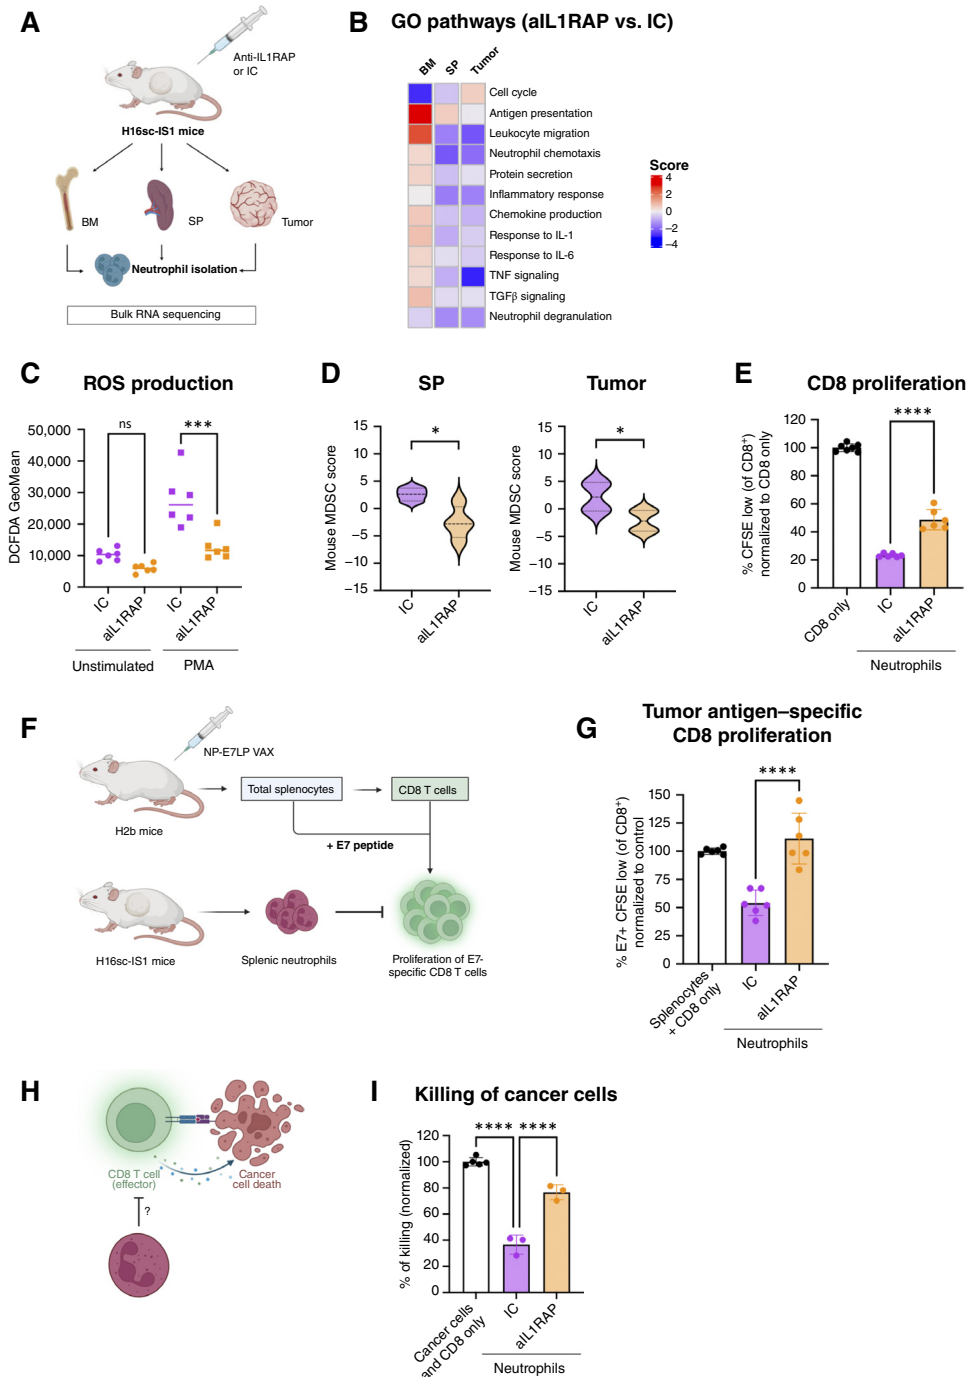 A
Anti-IL1RAP
or IC
H16sc-IS1 mice
BM
SP
Tumor
Neutrophil isolation
Bulk RNA sequencing
B GO pathways (aIL1RAP vs. IC)
BM SP Tumor
Cell cycle
Antigen presentation
Leukocyte migration
Neutrophil chemotaxis
Protein secretion
Inflammatory response
Chemokine production
Response to IL-1
Response to IL-6
TNF signaling
TGFβ signaling
Neutrophil degranulation
Score
4
2
0
−2
−4
C ROS production
DCFDA GeoMean
50,000
40,000
30,000
20,000
10,000
0
ns
***
IC
aIL1RAP
IC
aIL1RAP
Unstimulated
PMA
D SP
Mouse MDSC score
15
10
5
0
−5
−10
−15
*
IC
aIL1RAP
Tumor
Mouse MDSC score
15
10
5
0
−5
−10
−15
*
IC
aIL1RAP
E CD8 proliferation
% CFSE low (of CD8⁺)
normalized to CD8 only
120
100
80
60
40
20
0
****
CD8 only
IC
aIL1RAP
Neutrophils
F
NP-E7LP VAX
H2b mice
Total splenocytes
CD8 T cells
+ E7 peptide
H16sc-IS1 mice
Splenic neutrophils
Proliferation of E7-
specific CD8 T cells
G
Tumor antigen–specific
CD8 proliferation
% E7+ CFSE low (of CD8⁺)
normalized to control
150
125
100
75
50
25
0
****
Splenocytes
+ CD8 only
IC
aIL1RAP
Neutrophils
H
CD8 T cell
(effector)
Cancer
cell death
?
I Killing of cancer cells
% of killing (normalized)
120
100
80
60
40
20
0
**** ****
Cancer cells
and CD8 only
IC
aIL1RAP
Neutrophils